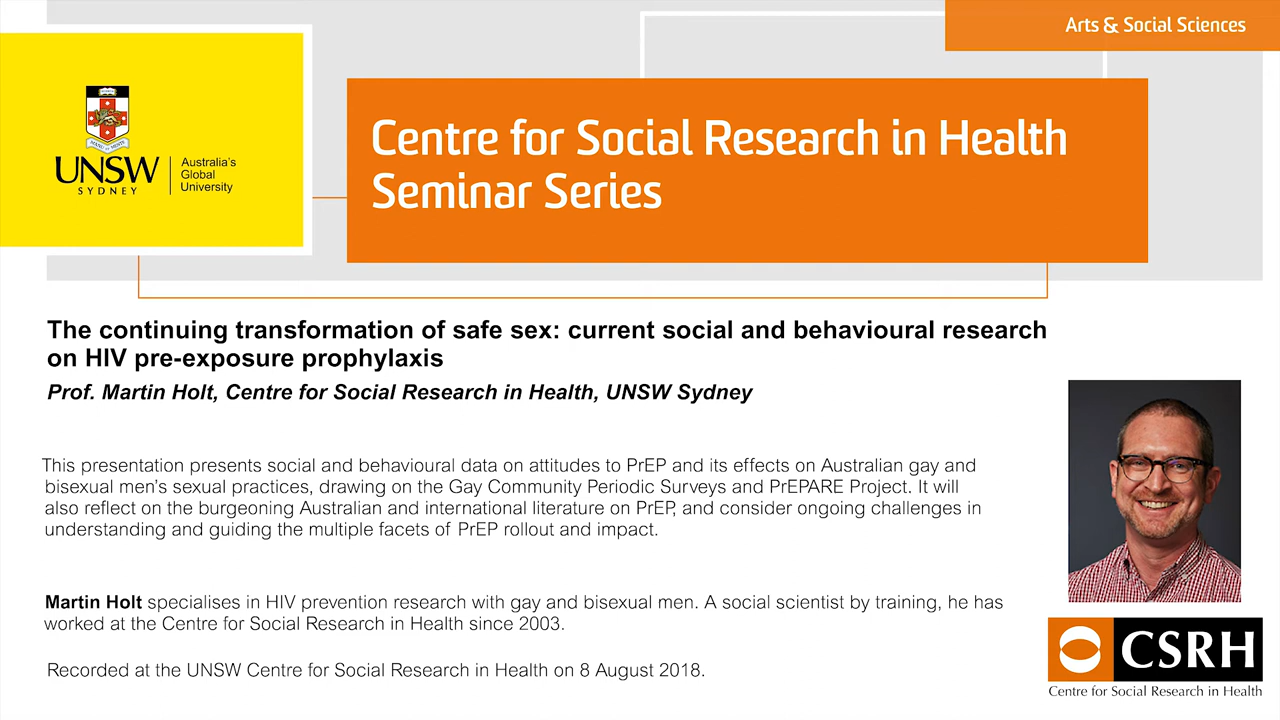 Arts & Social Sciences
UNSW
SYDNEY
Australia's
Global
University
Centre for Social Research in Health
Seminar Series
The continuing transformation of safe sex: current social and behavioural research
on HIV pre-exposure prophylaxis
Prof. Martin Holt, Centre for Social Research in Health, UNSW Sydney
This presentation presents social and behavioural data on attitudes to PrEP and its effects on Australian gay and
bisexual men's sexual practices, drawing on the Gay Community Periodic Surveys and PrEPARE Project. It will
also reflect on the burgeoning Australian and international literature on PrEP, and consider ongoing challenges in
understanding and guiding the multiple facets of PrEP rollout and impact.
Martin Holt specialises in HIV prevention research with gay and bisexual men. A social scientist by training, he has
worked at the Centre for Social Research in Health since 2003.
Recorded at the UNSW Centre for Social Research in Health on 8 August 2018.
CSRH
Centre for Social Research in Health